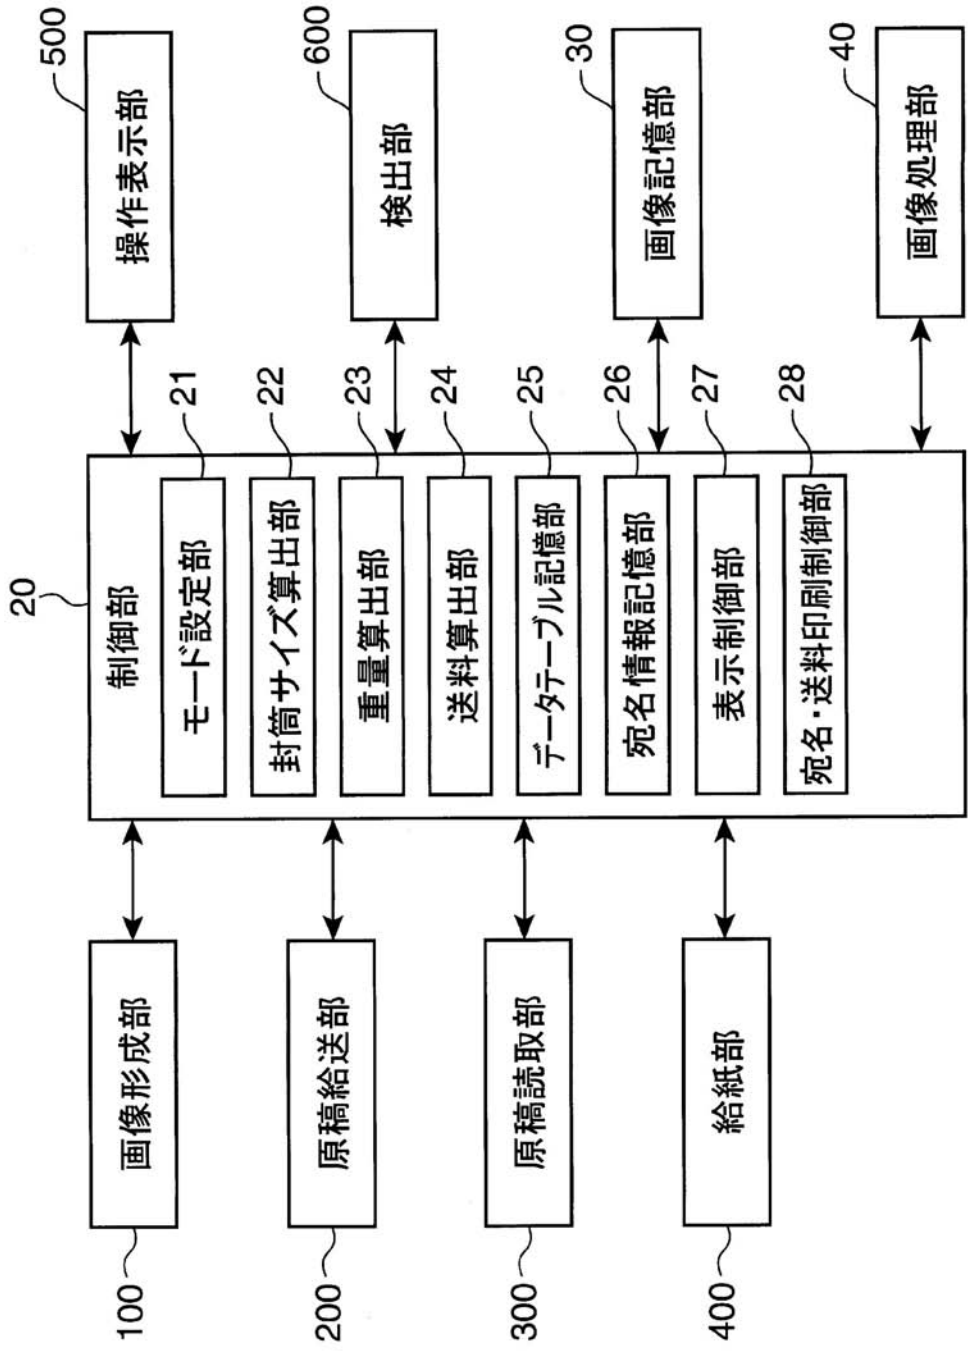 20
制御部
モード設定部
21
封筒サイズ算出部
22
重量算出部
23
送料算出部
24
データテーブル記憶部
25
宛名情報記憶部
26
表示制御部
27
宛名・送料印刷制御部
28
100
画像形成部
200
原稿給送部
300
原稿読取部
400
給紙部
操作表示部
500
検出部
600
画像記憶部
30
画像処理部
40